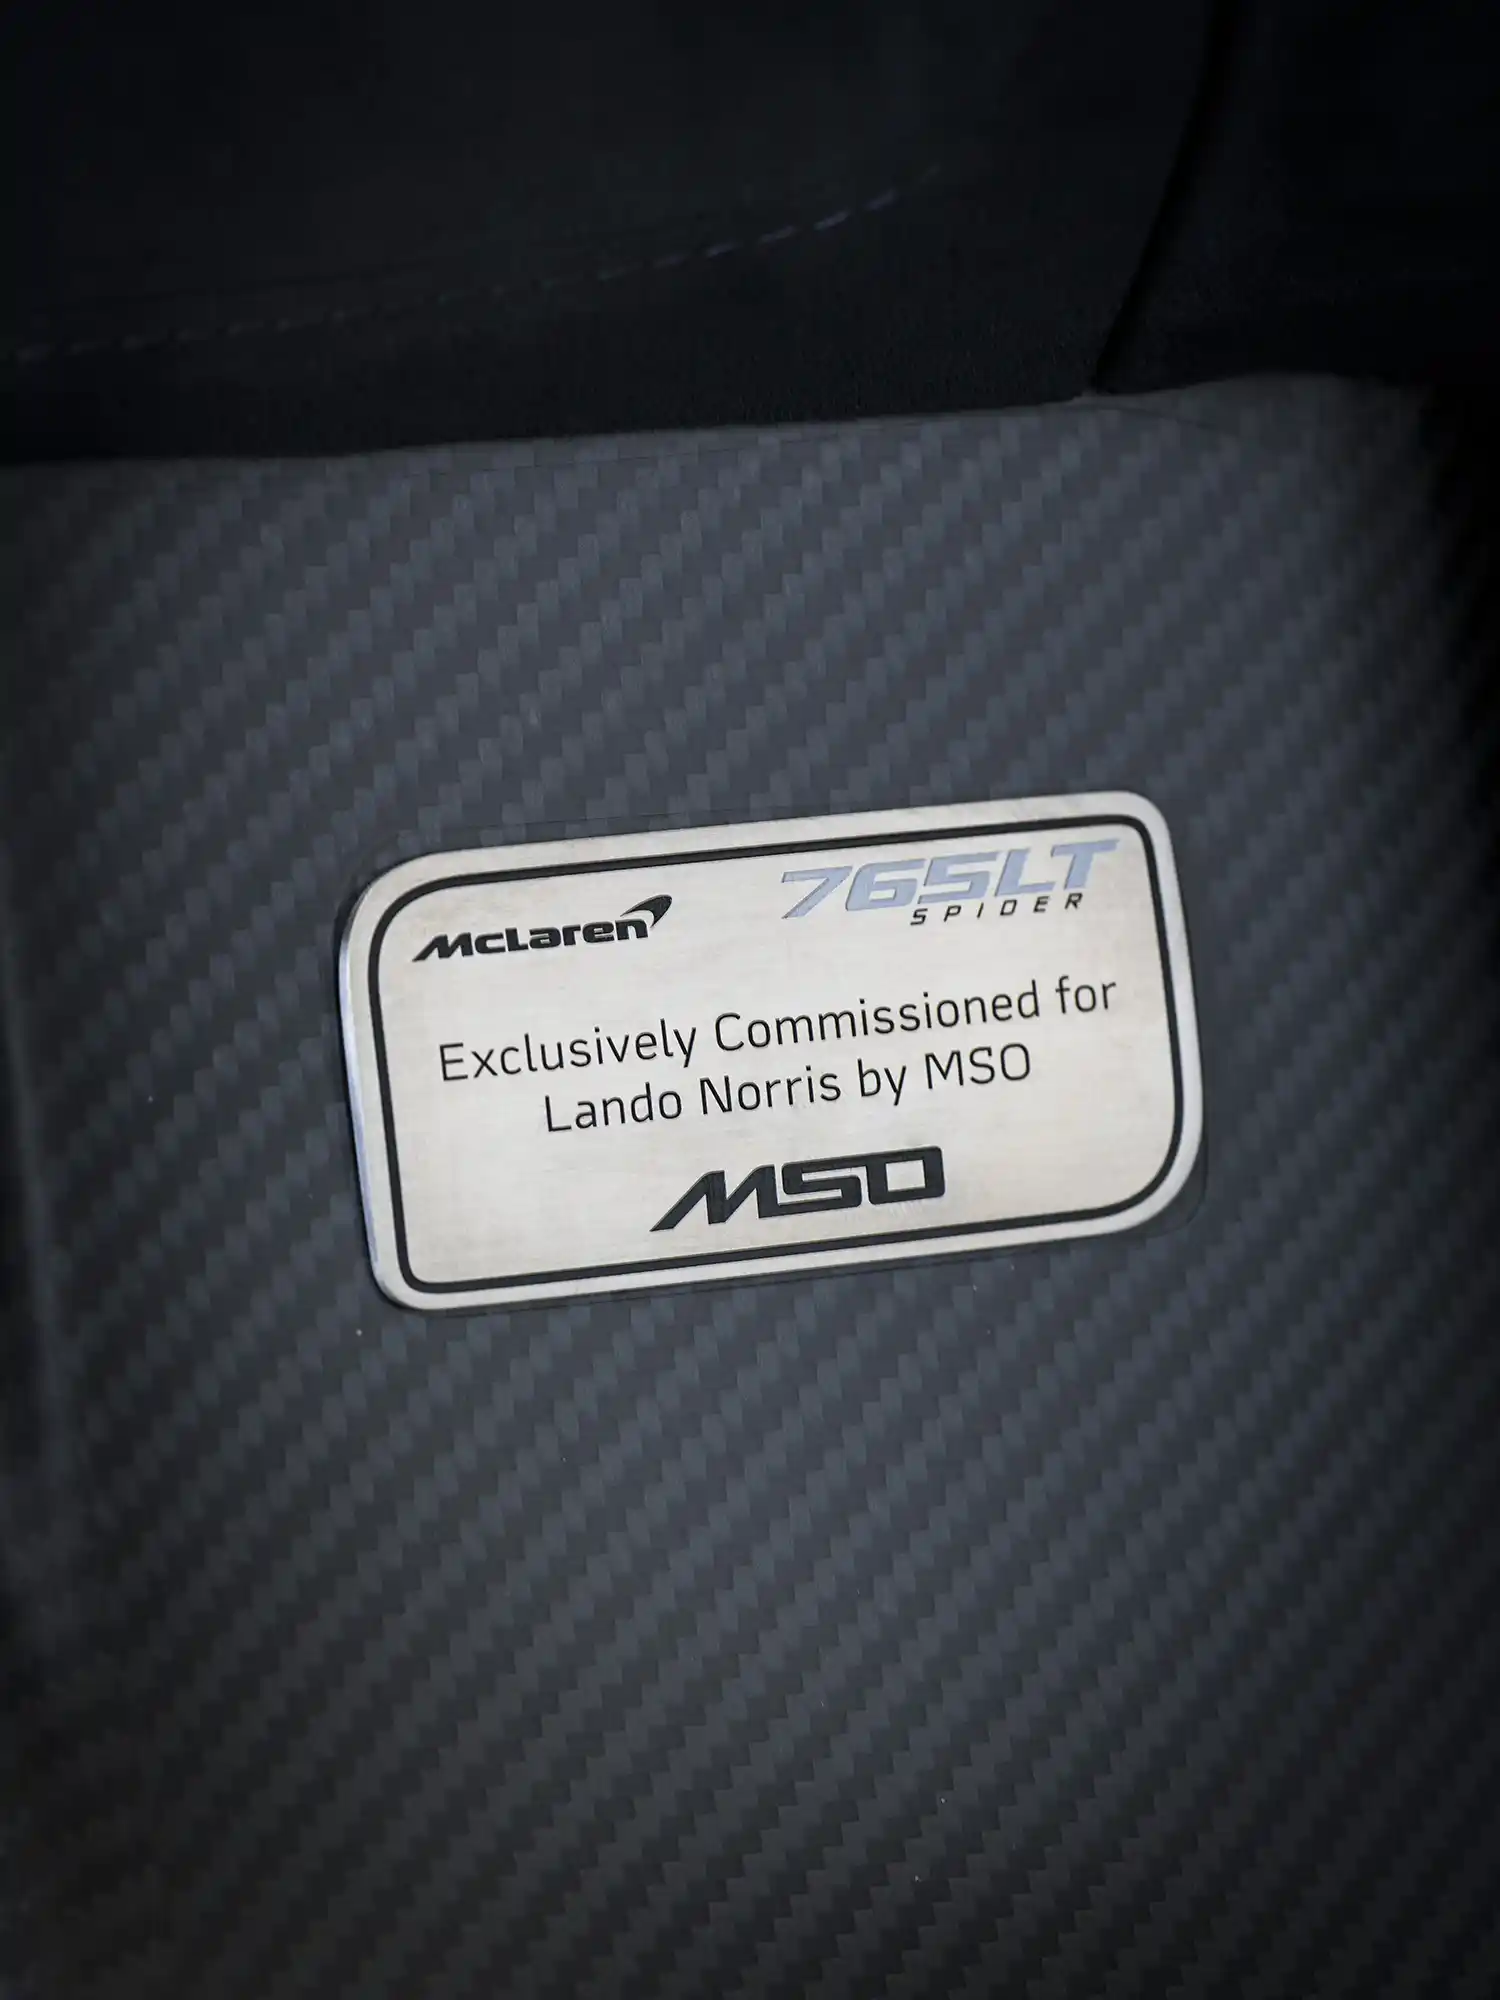 McLaren
765LT
SPIDER
Exclusively Commissioned for
Lando Norris by MSO
MSO